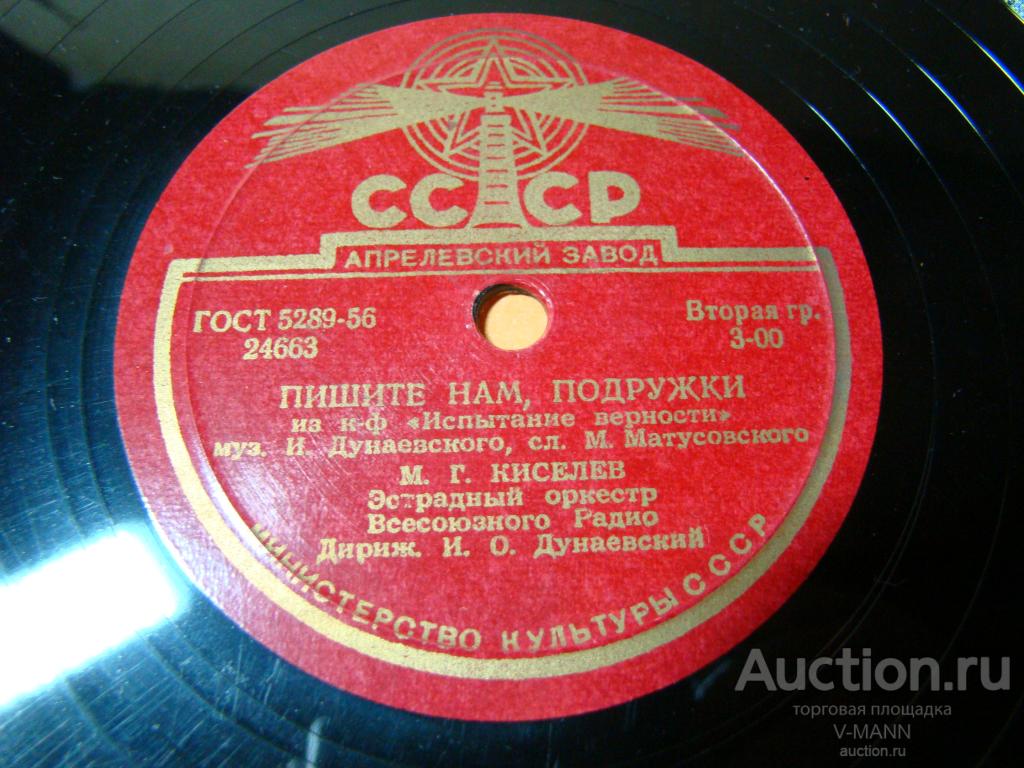 СССР
АПРЕЛЕВСКИЙ ЗАВОД
ГОСТ 5289-56
24663
Вторая гр.
3-00
ПИШИТЕ НАМ, ПОДРУЖКИ
из к-ф «Испытание верности»
муз. И. Дунаевского, сл. М. Матусовского
М. Г. КИСЕЛЕВ
Эстрадный оркестр
Всесоюзного Радио
Дириж. И. О. Дунаевский
МИНИСТЕРСТВО КУЛЬТУРЫ СССР
Auction.ru
торговая площадка
V-MANN
auction.ru